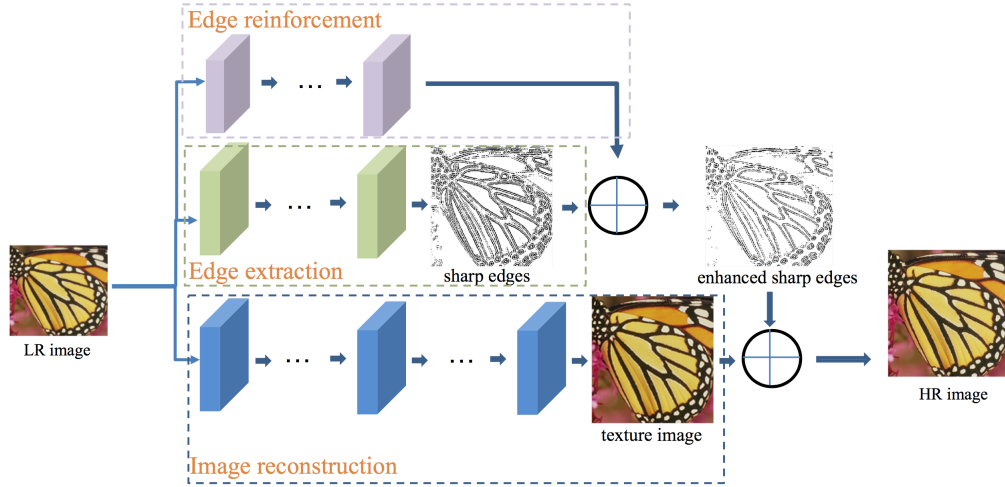 Edge reinforcement
...
...
Edge extraction
sharp edges
enhanced sharp edges
LR image
...
...
texture image
HR image
Image reconstruction